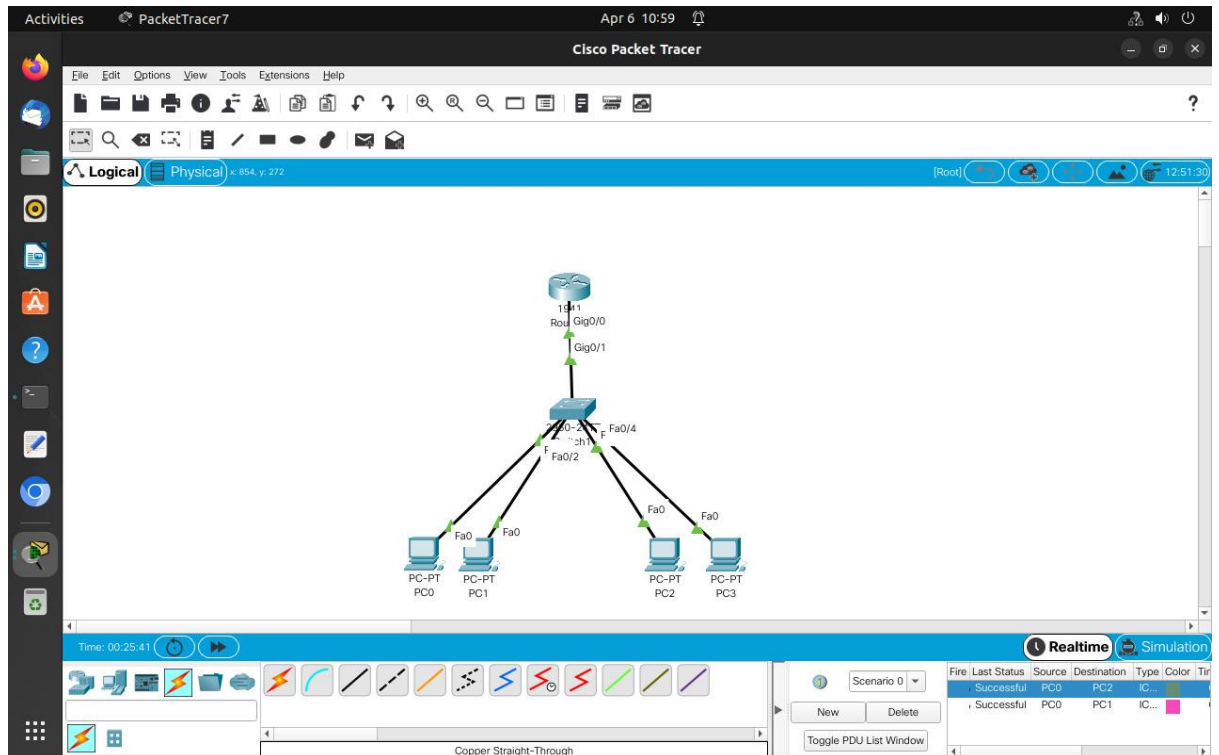 Activities PacketTracer7 Apr 6 10:59
Cisco Packet Tracer
File Edit Options View Tools Extensions Help
?
Logical Physical x: 854, y: 272 [Root] 12:51:30
1941
Rou Gig0/0
Gig0/1
F Fa0/4
F
Fa0/2
Fa0 Fa0
Fa0 Fa0
PC-PT PC-PT PC-PT PC-PT
PC0 PC1 PC2 PC3
Time: 00:25:41 Realtime Simulation
Scenario 0
New Delete
Toggle PDU List Window
Fire Last Status Source Destination Type Color
Successful PC0 PC2 IC...
Successful PC0 PC1 IC...
Copper Straight-Through